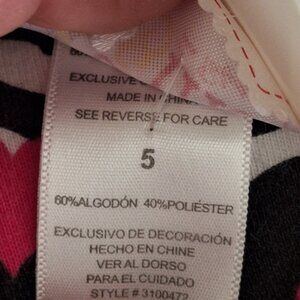 EXCLUSIVE
MADE IN CHINA
SEE REVERSE FOR CARE
5
60%ALGODÓN 40%POLIÉSTER
EXCLUSIVO DE DECORACIÓN
HECHO EN CHINE
VER AL DORSO
PARA EL CUIDADO
STYLE # 3100472